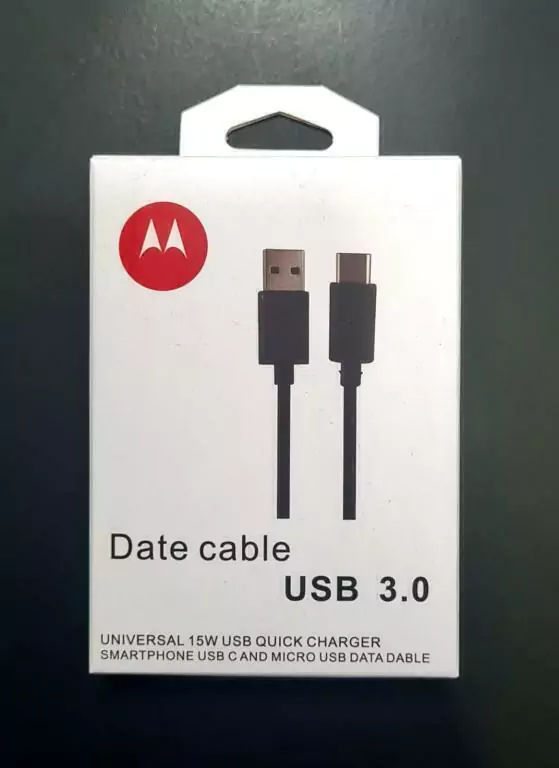 Date cable
USB 3.0
UNIVERSAL 15W USB QUICK CHARGER
SMARTPHONE USB C AND MICRO USB DATA DABLE